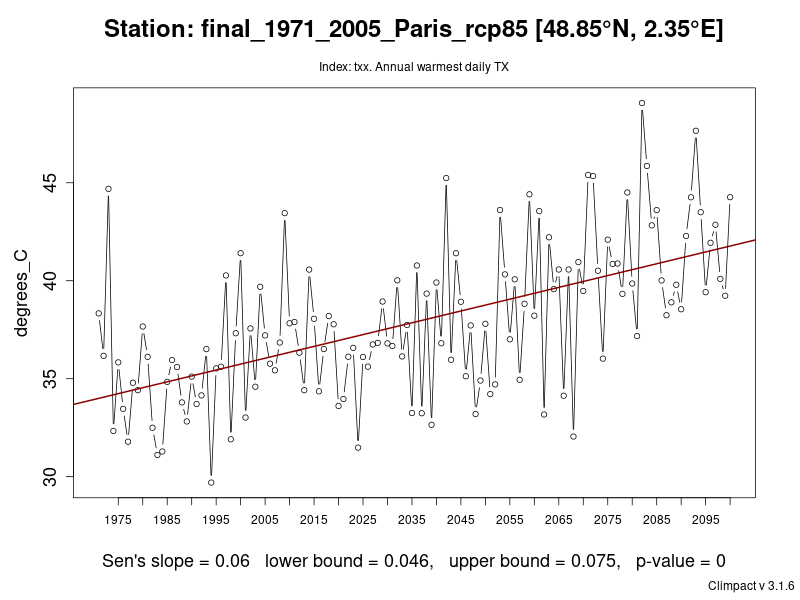 Station: final_1971_2005_Paris_rcp85 [48.85°N, 2.35°E]
Index: txx. Annual warmest daily TX
degrees_C
45
40
35
30
1975 1985 1995 2005 2015 2025 2035 2045 2055 2065 2075 2085 2095
Sen's slope = 0.06 lower bound = 0.046, upper bound = 0.075, p-value = 0
Climpact v 3.1.6